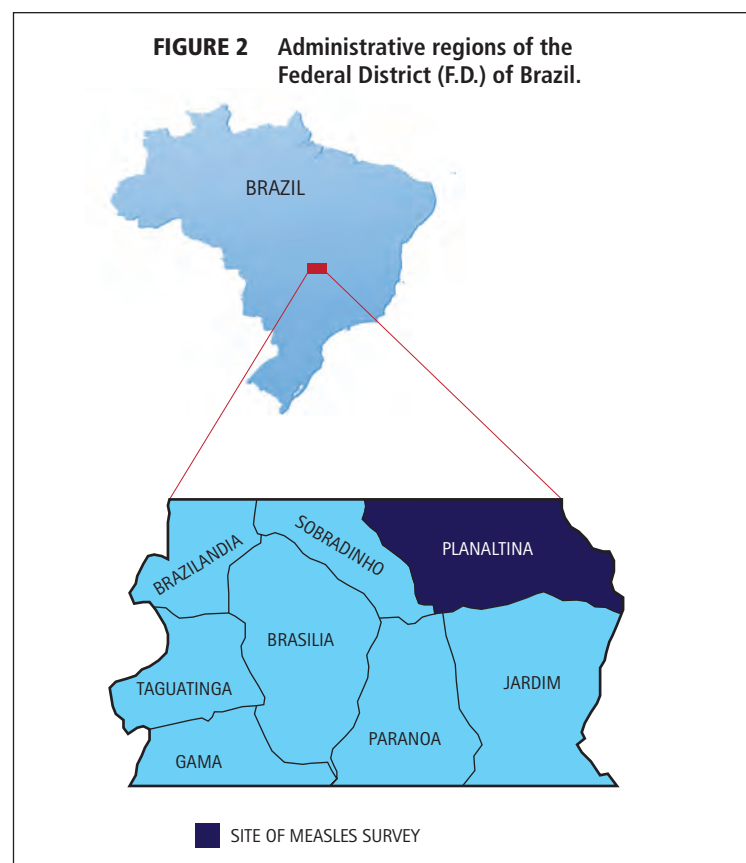 FIGURE 2 Administrative regions of the
Federal District (F.D.) of Brazil.
BRAZIL
BRAZILANDIA
SOBRADINHO
PLANALTINA
BRASILIA
TAGUATINGA
JARDIM
PARANOA
GAMA
SITE OF MEASLES SURVEY